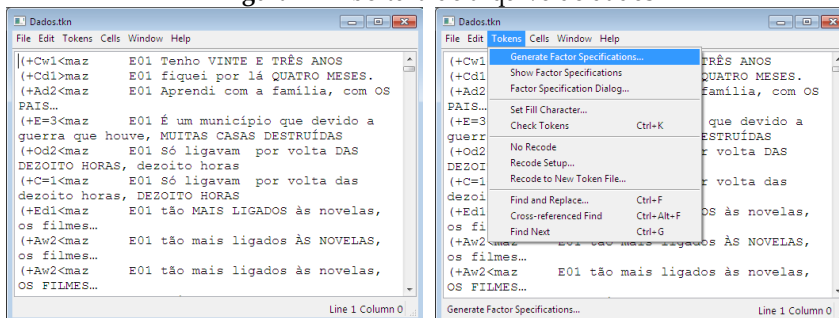 Dados.tkn
File Edit Tokens Cells Window Help
(+Cw1<maz E01 Tenho VINTE E TRÊS ANOS
(+Cd1>maz E01 fiquei por lá QUATRO MESES.
(+Ad2<maz E01 Aprendi com a família, com OS
PAIS…
(+E=3<maz E01 É um município que devido a
guerra que houve, MUITAS CASAS DESTRUÍDAS
(+Od2<maz E01 Só ligavam por volta DAS
DEZOITO HORAS, dezoito horas
(+C=1<maz E01 Só ligavam por volta das
dezoito horas, DEZOITO HORAS
(+Ed1<maz E01 tão MAIS LIGADOS às novelas,
os filmes…
(+Aw2<maz E01 tão mais ligados ÀS NOVELAS,
os filmes…
(+Aw2<maz E01 tão mais ligados às novelas,
OS FILMES…
Line 1 Column 0
Dados.tkn
File Edit Tokens Cells Window Help
Generate Factor Specifications...
Show Factor Specifications
Factor Specification Dialog...
Set Fill Character...
Check Tokens Ctrl+K
No Recode
Recode Setup...
Recode to New Token File...
Find and Replace... Ctrl+F
Cross-referenced Find Ctrl+Alt+F
Find Next Ctrl+G
(+Cw1 TRÊS ANOS
(+Cd1 QUATRO MESES.
(+Ad2 família, com OS
PAIS…
(+E=3 que devido a
guerr ESTRUÍDAS
(+Od2 volta DAS
DEZOI
(+C=1 volta das
dezoi
(+Ed1 OS às novelas,
os fi
(+Aw2<maz E01 tão mais ligados ÀS NOVELAS,
os filmes…
(+Aw2<maz E01 tão mais ligados às novelas,
OS FILMES…
Generate Factor Specifications... Line 1 Column 0